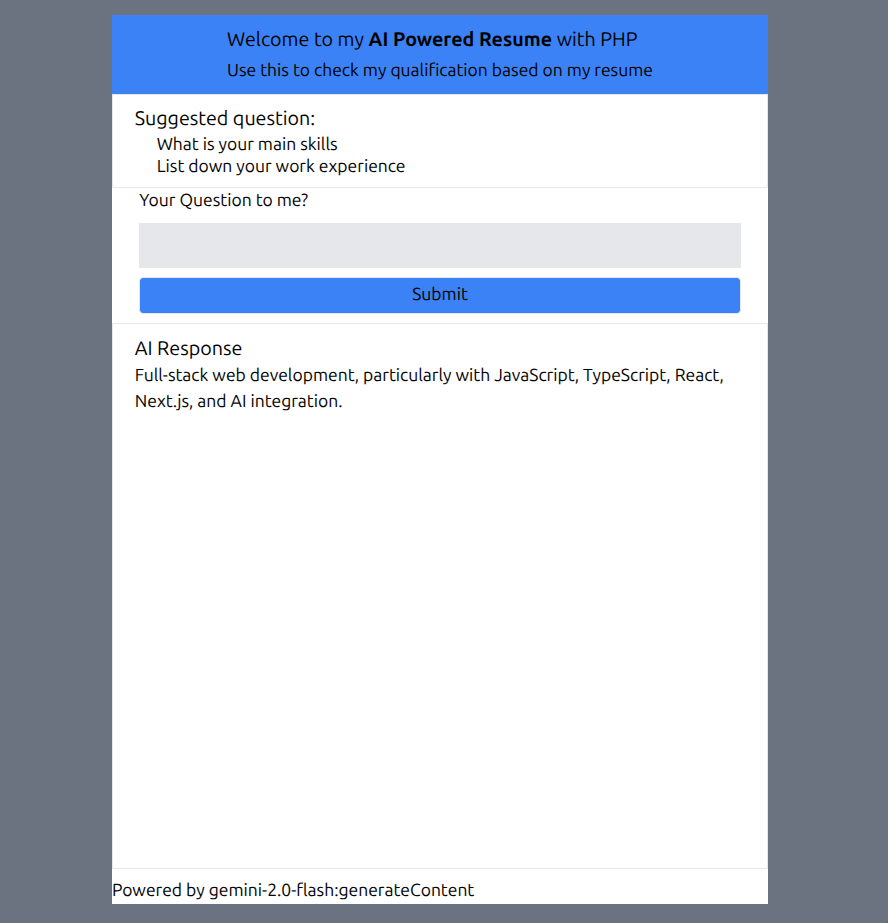 Welcome to my AI Powered Resume with PHP
Use this to check my qualification based on my resume
Suggested question:
What is your main skills
List down your work experience
Your Question to me?
Submit
AI Response
Full-stack web development, particularly with JavaScript, TypeScript, React,
Next.js, and AI integration.
Powered by gemini-2.0-flash:generateContent